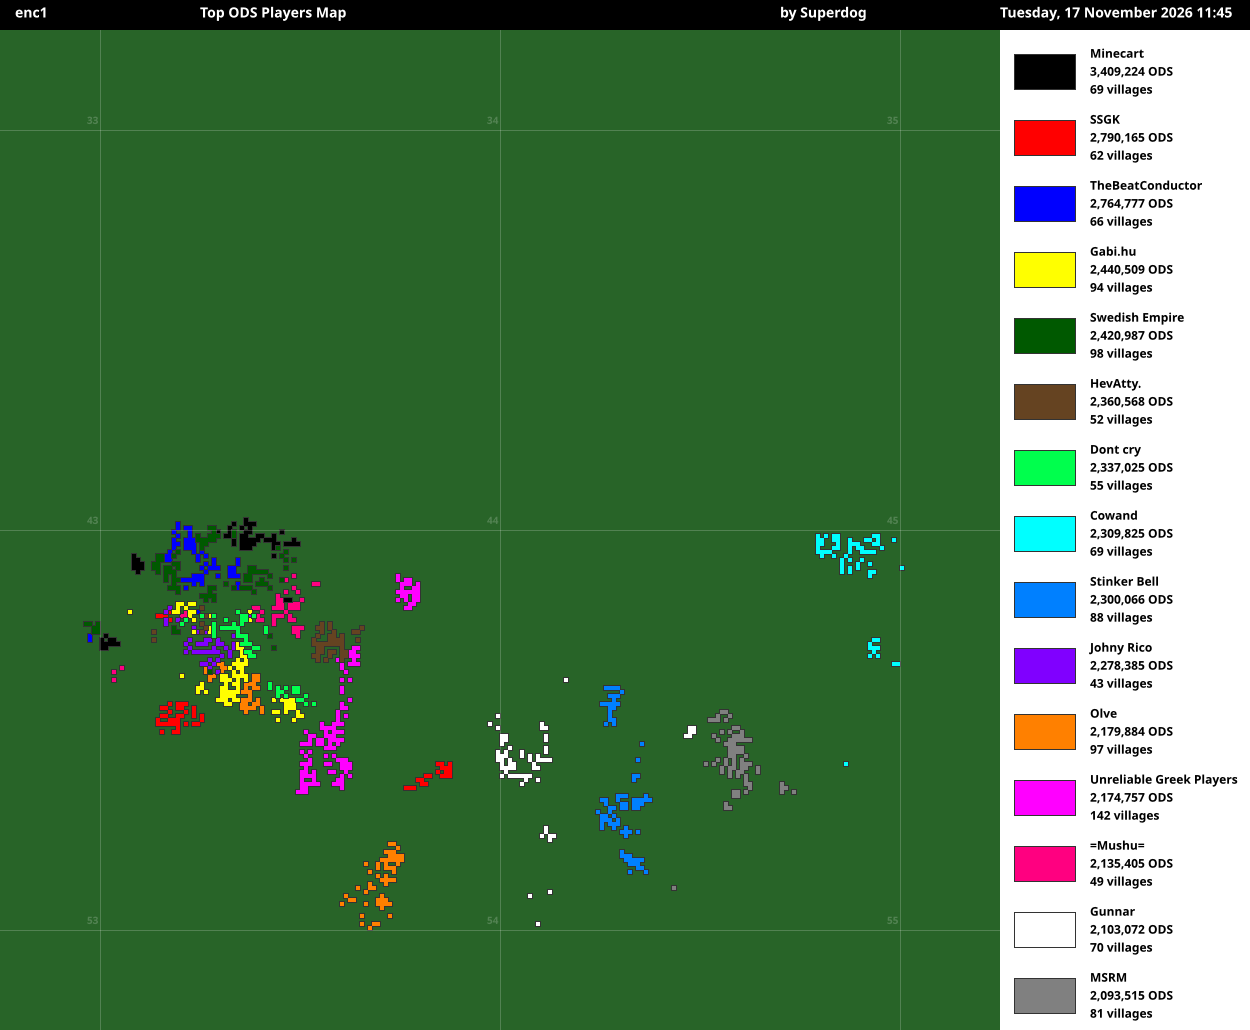 enc1 Top ODS Players Map by Superdog Tuesday, 17 November 2026 11:45
33 34 35
43 44 45
53 54 55
Minecart
3,409,224 ODS
69 villages
SSGK
2,790,165 ODS
62 villages
TheBeatConductor
2,764,777 ODS
66 villages
Gabi.hu
2,440,509 ODS
94 villages
Swedish Empire
2,420,987 ODS
98 villages
HevAtty.
2,360,568 ODS
52 villages
Dont cry
2,337,025 ODS
55 villages
Cowand
2,309,825 ODS
69 villages
Stinker Bell
2,300,066 ODS
88 villages
Johny Rico
2,278,385 ODS
43 villages
Olve
2,179,884 ODS
97 villages
Unreliable Greek Players
2,174,757 ODS
142 villages
=Mushu=
2,135,405 ODS
49 villages
Gunnar
2,103,072 ODS
70 villages
MSRM
2,093,515 ODS
81 villages